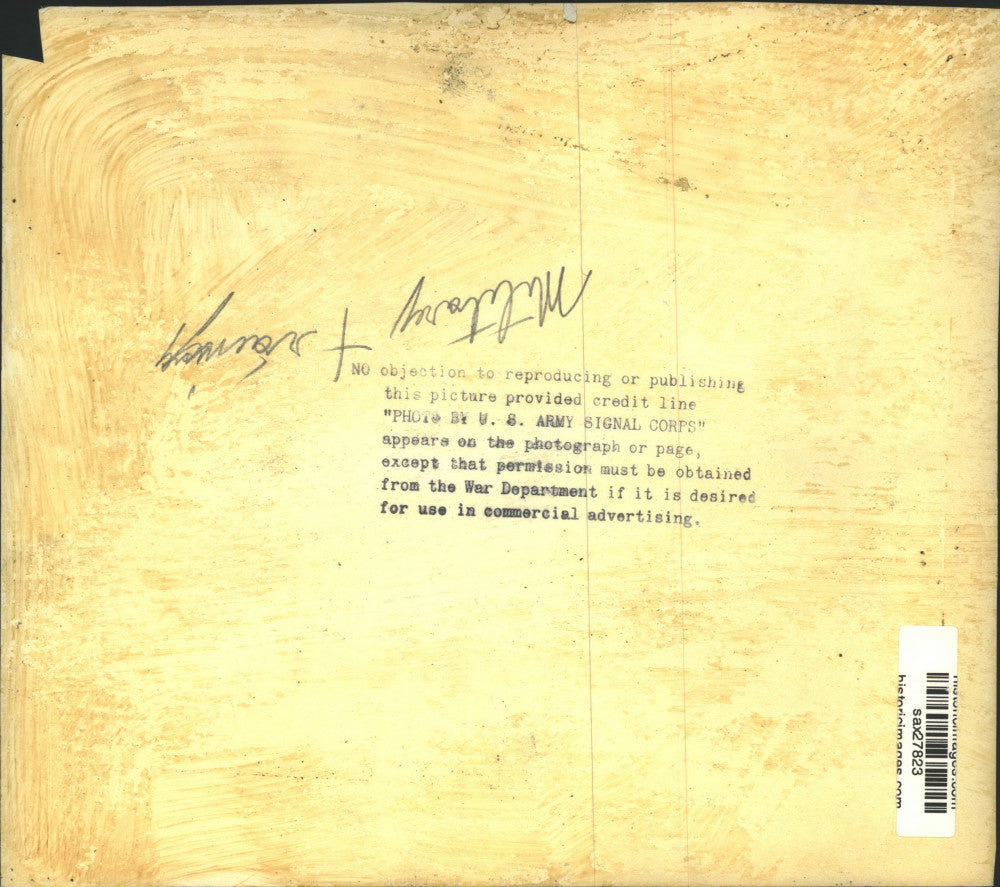 Military Training
NO objection to reproducing or publishing
this picture provided credit line
"PHOTO BY U. S. ARMY SIGNAL CORPS"
appears on the photograph or page,
except that permission must be obtained
from the War Department if it is desired
for use in commercial advertising.
historicimages.com
sax27823
historicimages.com